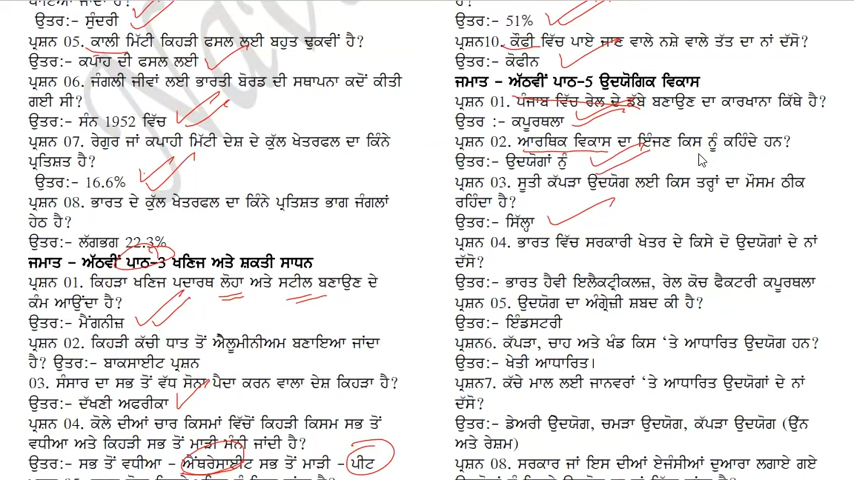 ਉਤਰ:- ਸੁੰਦਰੀ
ਪ੍ਰਸ਼ਨ 05. ਕਾਲੀ ਮਿੱਟੀ ਕਿਹੜੀ ਫਸਲ ਲਈ ਬਹੁਤ ਢੁਕਵੀਂ ਹੈ?
ਉਤਰ:- ਕਪਾਹ ਦੀ ਫਸਲ ਲਈ
ਪ੍ਰਸ਼ਨ 06. ਜੰਗਲੀ ਜੀਵਾਂ ਲਈ ਭਾਰਤੀ ਬੋਰਡ ਦੀ ਸਥਾਪਨਾ ਕਦੋਂ ਕੀਤੀ
ਗਈ ਸੀ?
ਉਤਰ:- ਸੰਨ 1952 ਵਿੱਚ
ਪ੍ਰਸ਼ਨ 07. ਰੇਗੁਰ ਜਾਂ ਕਪਾਹੀ ਮਿੱਟੀ ਦੇਸ਼ ਦੇ ਕੁੱਲ ਖੇਤਰਫਲ ਦਾ ਕਿੰਨੇ
ਪ੍ਰਤਿਸ਼ਤ ਹੈ?
ਉਤਰ:- 16.6%
ਪ੍ਰਸ਼ਨ 08. ਭਾਰਤ ਦੇ ਕੁੱਲ ਖੇਤਰਫਲ ਦਾ ਕਿੰਨੇ ਪ੍ਰਤਿਸ਼ਤ ਭਾਗ ਜੰਗਲਾਂ
ਹੇਠ ਹੈ?
ਉਤਰ:- ਲੱਗਭਗ 22.3%
ਜਮਾਤ - ਅੱਠਵੀਂ ਪਾਠ-3 ਖਣਿਜ ਅਤੇ ਸ਼ਕਤੀ ਸਾਧਨ
ਪ੍ਰਸ਼ਨ 01. ਕਿਹੜਾ ਖਣਿਜ ਪਦਾਰਥ ਲੋਹਾ ਅਤੇ ਸਟੀਲ ਬਣਾਉਣ ਦੇ
ਕੰਮ ਆਉਂਦਾ ਹੈ?
ਉਤਰ:- ਮੈਂਗਨੀਜ਼
ਪ੍ਰਸ਼ਨ 02. ਕਿਹੜੀ ਕੱਚੀ ਧਾਤ ਤੋਂ ਐਲੂਮੀਨੀਅਮ ਬਣਾਇਆ ਜਾਂਦਾ
ਹੈ? ਉਤਰ:- ਬਾਕਸਾਈਟ ਪ੍ਰਸ਼ਨ
03. ਸੰਸਾਰ ਦਾ ਸਭ ਤੋਂ ਵੱਧ ਸੋਨਾ ਪੈਦਾ ਕਰਨ ਵਾਲਾ ਦੇਸ਼ ਕਿਹੜਾ ਹੈ?
ਉਤਰ:- ਦੱਖਣੀ ਅਫਰੀਕਾ
ਪ੍ਰਸ਼ਨ 04. ਕੋਲੇ ਦੀਆਂ ਚਾਰ ਕਿਸਮਾਂ ਵਿੱਚੋਂ ਕਿਹੜੀ ਕਿਸਮ ਸਭ ਤੋਂ
ਵਧੀਆ ਅਤੇ ਕਿਹੜੀ ਸਭ ਤੋਂ ਮਾੜੀ ਮੰਨੀ ਜਾਂਦੀ ਹੈ?
ਉਤਰ:- ਸਭ ਤੋਂ ਵਧੀਆ - ਐਂਥਰੇਸਾਈਟ ਸਭ ਤੋਂ ਮਾੜੀ - ਪੀਟ
ਉਤਰ:- 51%
ਪ੍ਰਸ਼ਨ10. ਕੌਫੀ ਵਿੱਚ ਪਾਏ ਜਾਣ ਵਾਲੇ ਨਸ਼ੇ ਵਾਲੇ ਤੱਤ ਦਾ ਨਾਂ ਦੱਸੋ?
ਉਤਰ:- ਕੋਫੀਨ
ਜਮਾਤ - ਅੱਠਵੀਂ ਪਾਠ-5 ਉਦਯੋਗਿਕ ਵਿਕਾਸ
ਪ੍ਰਸ਼ਨ 01. ਪੰਜਾਬ ਵਿੱਚ ਰੇਲ ਦੇ ਡੱਬੇ ਬਣਾਉਣ ਦਾ ਕਾਰਖਾਨਾ ਕਿੱਥੇ ਹੈ?
ਉਤਰ :- ਕਪੂਰਥਲਾ
ਪ੍ਰਸ਼ਨ 02. ਆਰਥਿਕ ਵਿਕਾਸ ਦਾ ਇੰਜਣ ਕਿਸ ਨੂੰ ਕਹਿੰਦੇ ਹਨ?
ਉਤਰ:- ਉਦਯੋਗਾਂ ਨੂੰ
ਪ੍ਰਸ਼ਨ 03. ਸੂਤੀ ਕੱਪੜਾ ਉਦਯੋਗ ਲਈ ਕਿਸ ਤਰ੍ਹਾਂ ਦਾ ਮੌਸਮ ਠੀਕ
ਰਹਿੰਦਾ ਹੈ?
ਉਤਰ:- ਸਿੱਲ੍ਹਾ
ਪ੍ਰਸ਼ਨ 04. ਭਾਰਤ ਵਿੱਚ ਸਰਕਾਰੀ ਖੇਤਰ ਦੇ ਕਿਸੇ ਦੋ ਉਦਯੋਗਾਂ ਦੇ ਨਾਂ
ਦੱਸੋ?
ਉਤਰ:- ਭਾਰਤ ਹੈਵੀ ਇਲੈਕਟ੍ਰੀਕਲਜ਼, ਰੇਲ ਕੋਚ ਫੈਕਟਰੀ ਕਪੂਰਥਲਾ
ਪ੍ਰਸ਼ਨ 05. ਉਦਯੋਗ ਦਾ ਅੰਗ੍ਰੇਜ਼ੀ ਸ਼ਬਦ ਕੀ ਹੈ?
ਉਤਰ:- ਇੰਡਸਟਰੀ
ਪ੍ਰਸ਼ਨ6. ਕੱਪੜਾ, ਚਾਹ ਅਤੇ ਖੰਡ ਕਿਸ 'ਤੇ ਆਧਾਰਿਤ ਉਦਯੋਗ ਹਨ?
ਉਤਰ:- ਖੇਤੀ ਆਧਾਰਿਤ।
ਪ੍ਰਸ਼ਨ7. ਕੱਚੇ ਮਾਲ ਲਈ ਜਾਨਵਰਾਂ 'ਤੇ ਆਧਾਰਿਤ ਉਦਯੋਗਾਂ ਦੇ ਨਾਂ
ਦੱਸੋ?
ਉਤਰ:- ਡੇਅਰੀ ਉਦਯੋਗ, ਚਮੜਾ ਉਦਯੋਗ, ਕੱਪੜਾ ਉਦਯੋਗ (ਉੱਨ
ਅਤੇ ਰੇਸ਼ਮ)
ਪ੍ਰਸ਼ਨ 08. ਸਰਕਾਰ ਜਾਂ ਇਸ ਦੀਆਂ ਏਜੰਸੀਆਂ ਦੁਆਰਾ ਲਗਾਏ ਗਏ